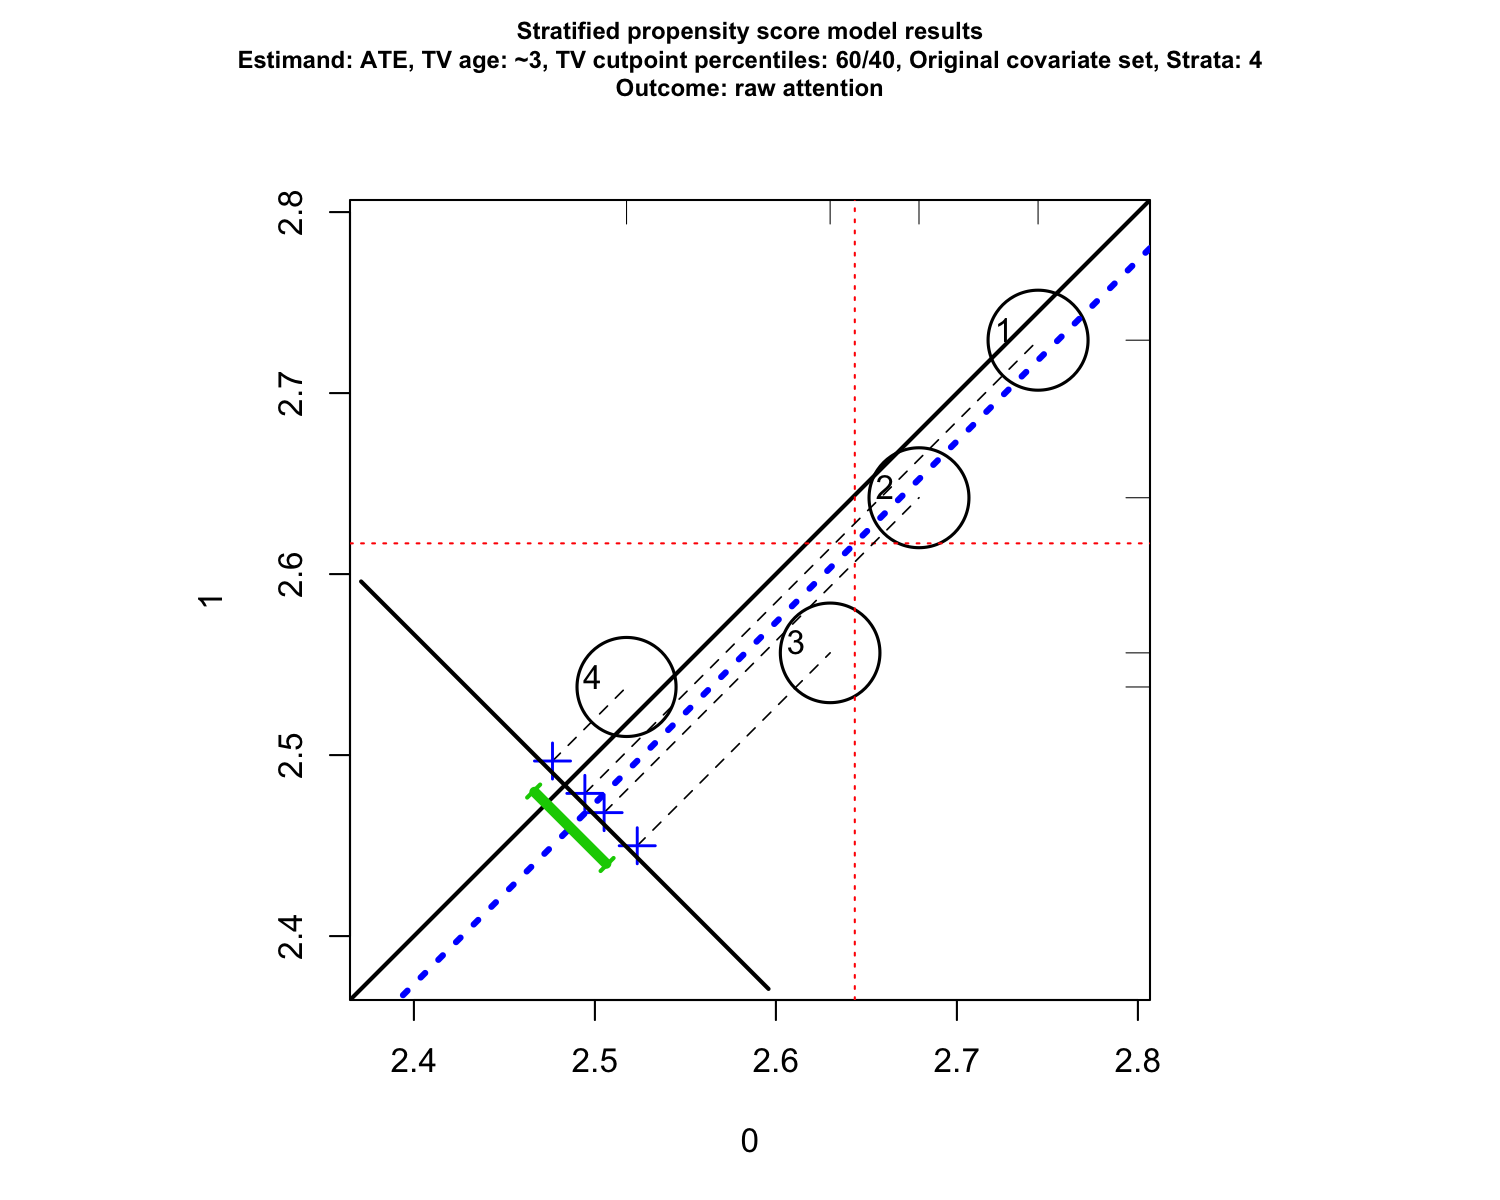 Stratified propensity score model results
Estimand: ATE, TV age: ~3, TV cutpoint percentiles: 60/40, Original covariate set, Strata: 4
Outcome: raw attention
2.8
2.7
2.6
2.5
2.4
1
1
2
3
4
2.4 2.5 2.6 2.7 2.8
0